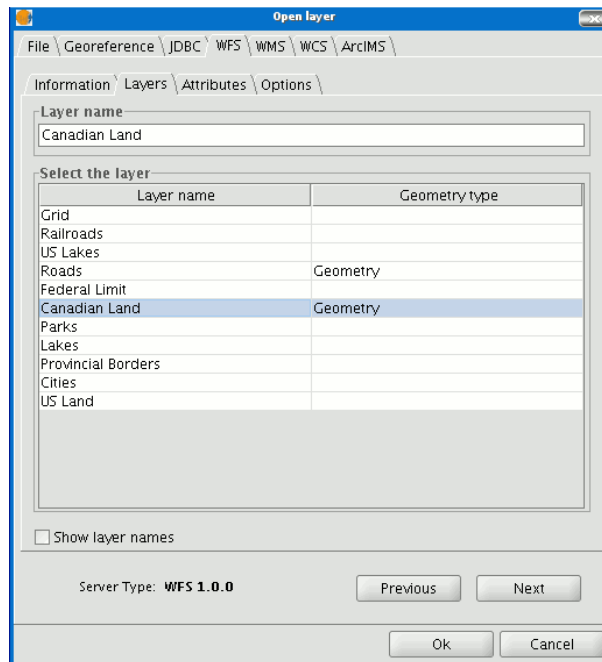 Open layer
File Georeference JDBC WFS WMS WCS ArcIMS
Information Layers Attributes Options
Layer name
Canadian Land
Select the layer
Layer name Geometry type
Grid
Railroads
US Lakes
Roads Geometry
Federal Limit
Canadian Land Geometry
Parks
Lakes
Provincial Borders
Cities
US Land
Show layer names
Server Type: WFS 1.0.0 Previous Next
Ok Cancel